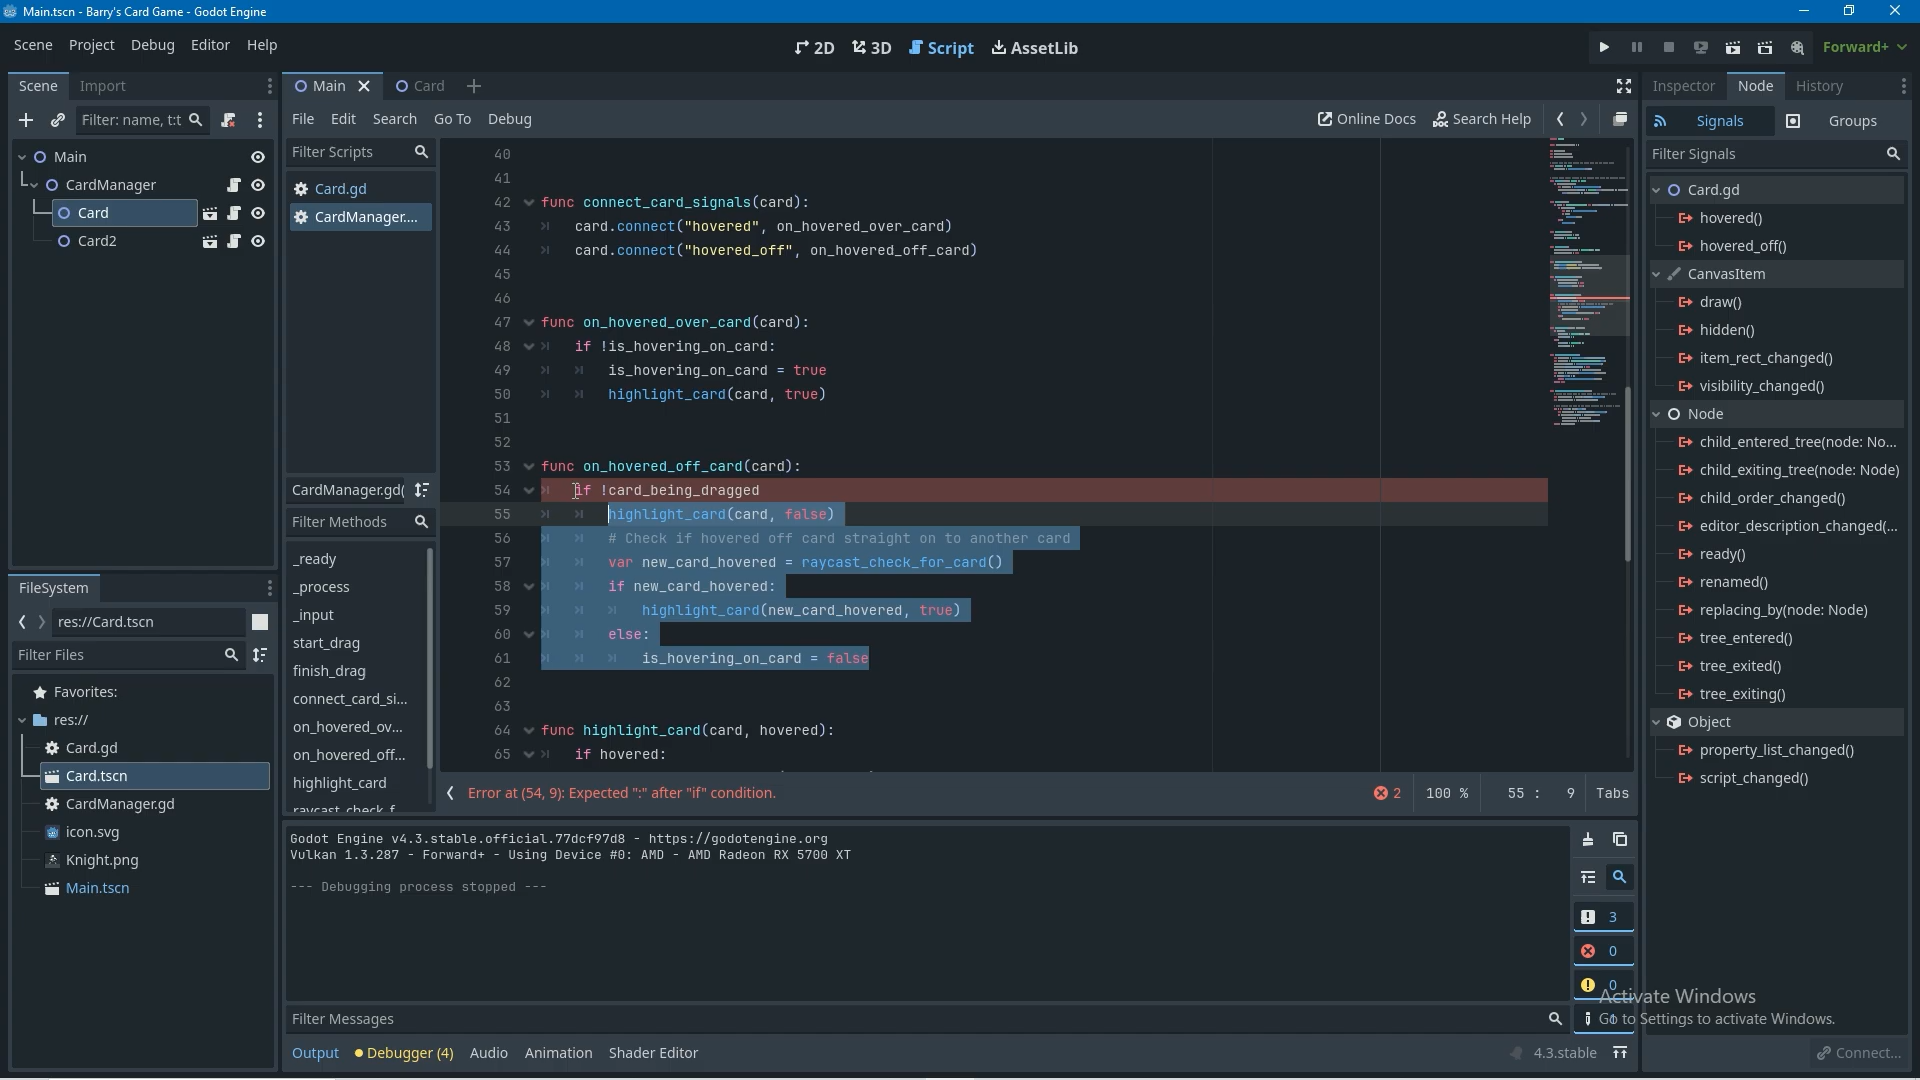 Main.tscn - Barry's Card Game - Godot Engine
Scene Project Debug Editor Help
2D 3D Script AssetLib
Forward+
Scene Import
Filter: name, t:t
Main
CardManager
Card
Card2
FileSystem
res://Card.tscn
Filter Files
Favorites:
res://
Card.gd
Card.tscn
CardManager.gd
icon.svg
Knight.png
Main.tscn
Main Card
File Edit Search Go To Debug
Online Docs Search Help
Filter Scripts
Card.gd
CardManager....
CardManager.gd(
Filter Methods
_ready
_process
_input
start_drag
finish_drag
connect_card_si...
on_hovered_ov...
on_hovered_off...
highlight_card
40
41
42 func connect_card_signals(card):
43 card.connect("hovered", on_hovered_over_card)
44 card.connect("hovered_off", on_hovered_off_card)
45
46
47 func on_hovered_over_card(card):
48 if !is_hovering_on_card:
49 is_hovering_on_card = true
50 highlight_card(card, true)
51
52
53 func on_hovered_off_card(card):
54 if !card_being_dragged
55 highlight_card(card, false)
56 # Check if hovered off card straight on to another card
57 var new_card_hovered = raycast_check_for_card()
58 if new_card_hovered:
59 highlight_card(new_card_hovered, true)
60 else:
61 is_hovering_on_card = false
62
63
64 func highlight_card(card, hovered):
65 if hovered:
Error at (54, 9): Expected ":" after "if" condition.
2 100 % 55 : 9 Tabs
Godot Engine v4.3.stable.official.77dcf97d8 - https://godotengine.org
Vulkan 1.3.287 - Forward+ - Using Device #0: AMD - AMD Radeon RX 5700 XT
--- Debugging process stopped ---
3
0
0
Filter Messages
Output Debugger (4) Audio Animation Shader Editor
4.3.stable
Inspector Node History
Signals Groups
Filter Signals
Card.gd
hovered()
hovered_off()
CanvasItem
draw()
hidden()
item_rect_changed()
visibility_changed()
Node
child_entered_tree(node: No...
child_exiting_tree(node: Node)
child_order_changed()
editor_description_changed(...
ready()
renamed()
replacing_by(node: Node)
tree_entered()
tree_exited()
tree_exiting()
Object
property_list_changed()
script_changed()
Activate Windows
Go to Settings to activate Windows.
Connect...